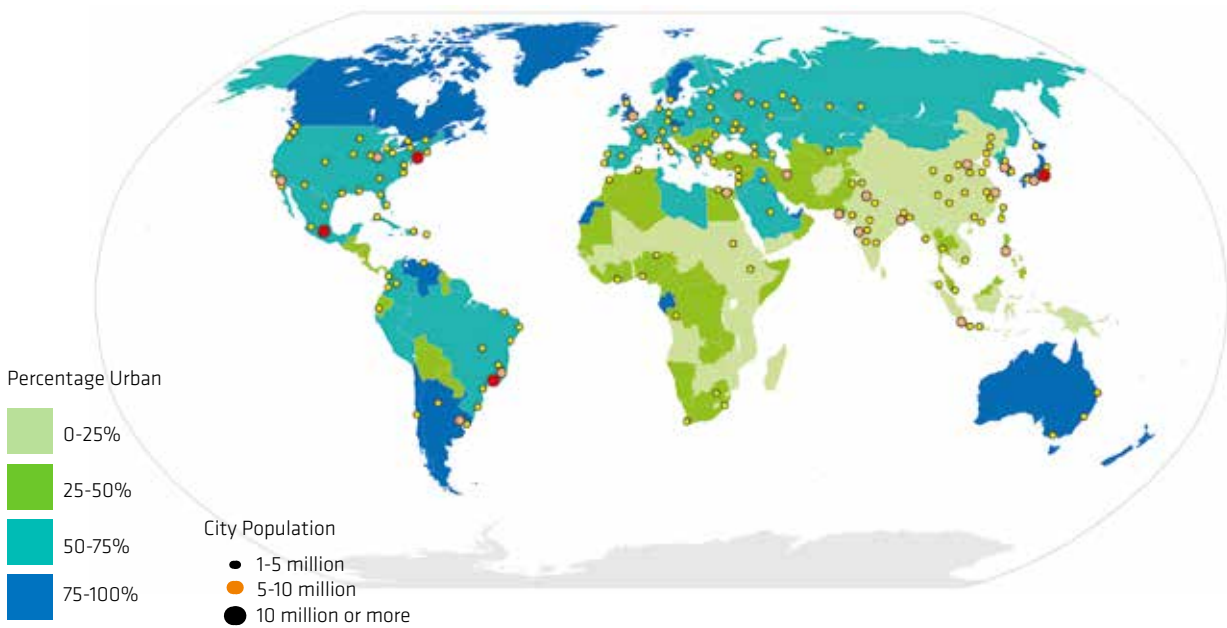 Percentage Urban
0-25%
25-50%
50-75%
75-100%
City Population
1-5 million
5-10 million
10 million or more